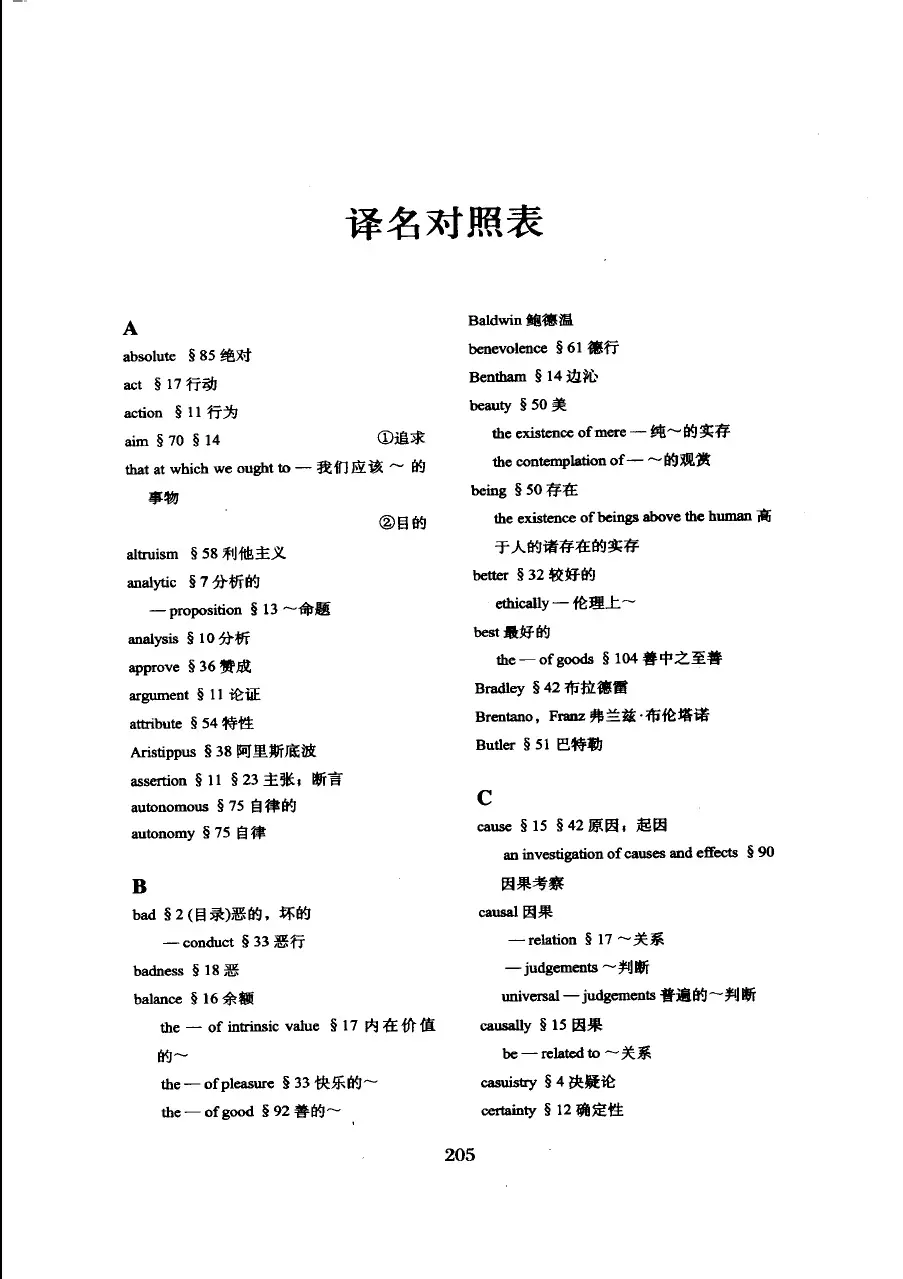 译名对照表
A
absolute §85 绝对
act §17 行动
action §11 行为
aim §70 §14 ①追求
that at which we ought to — 我们应该 ～ 的
事物
②目的
altruism §58 利他主义
analytic §7 分析的
— proposition §13 ～命题
analysis §10 分析
approve §36 赞成
argument §11 论证
attribute §54 特性
Aristippus §38 阿里斯底波
assertion §11 §23 主张；断言
autonomous §75 自律的
autonomy §75 自律
B
bad §2 (目录)恶的，坏的
— conduct §33 恶行
badness §18 恶
balance §16 余额
the — of intrinsic value §17 内在价值
的～
the — of pleasure §33 快乐的～
the — of good §92 善的～
Baldwin 鲍德温
benevolence §61 德行
Bentham §14 边沁
beauty §50 美
the existence of mere — 纯～的实存
the contemplation of — ～的观赏
being §50 存在
the existence of beings above the human 高
于人的诸存在的实存
better §32 较好的
ethically — 伦理上～
best 最好的
the — of goods §104 善中之至善
Bradley §42 布拉德雷
Brentano, Franz 弗兰兹·布伦塔诺
Butler §51 巴特勒
C
cause §15 §42 原因；起因
an investigation of causes and effects §90
因果考察
causal 因果
— relation §17 ～关系
— judgements ～判断
universal — judgements 普遍的～判断
causally §15 因果
be — related to ～关系
casuistry §4 决疑论
certainty §12 确定性
205